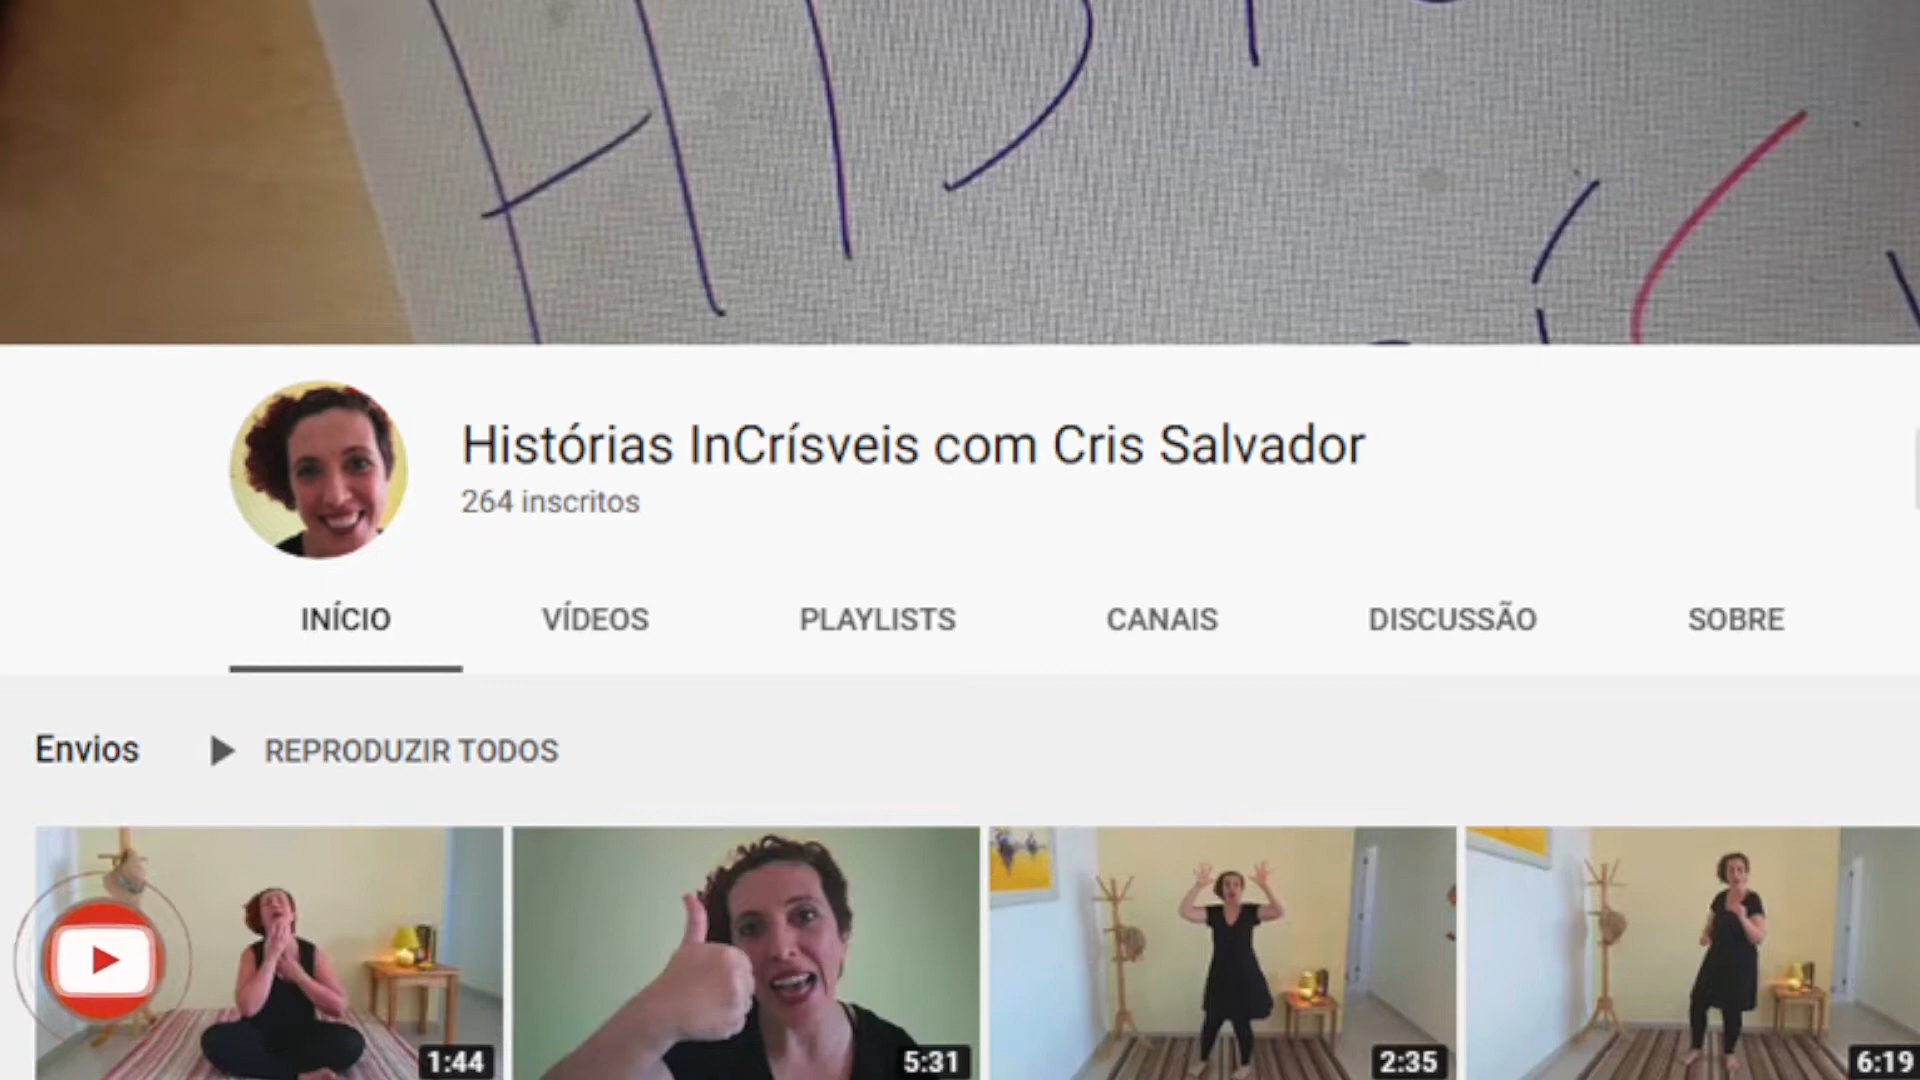 Histórias InCrísveis com Cris Salvador
264 inscritos
INÍCIO VÍDEOS PLAYLISTS CANAIS DISCUSSÃO SOBRE
Envios REPRODUZIR TODOS
1:44 5:31 2:35 6:19